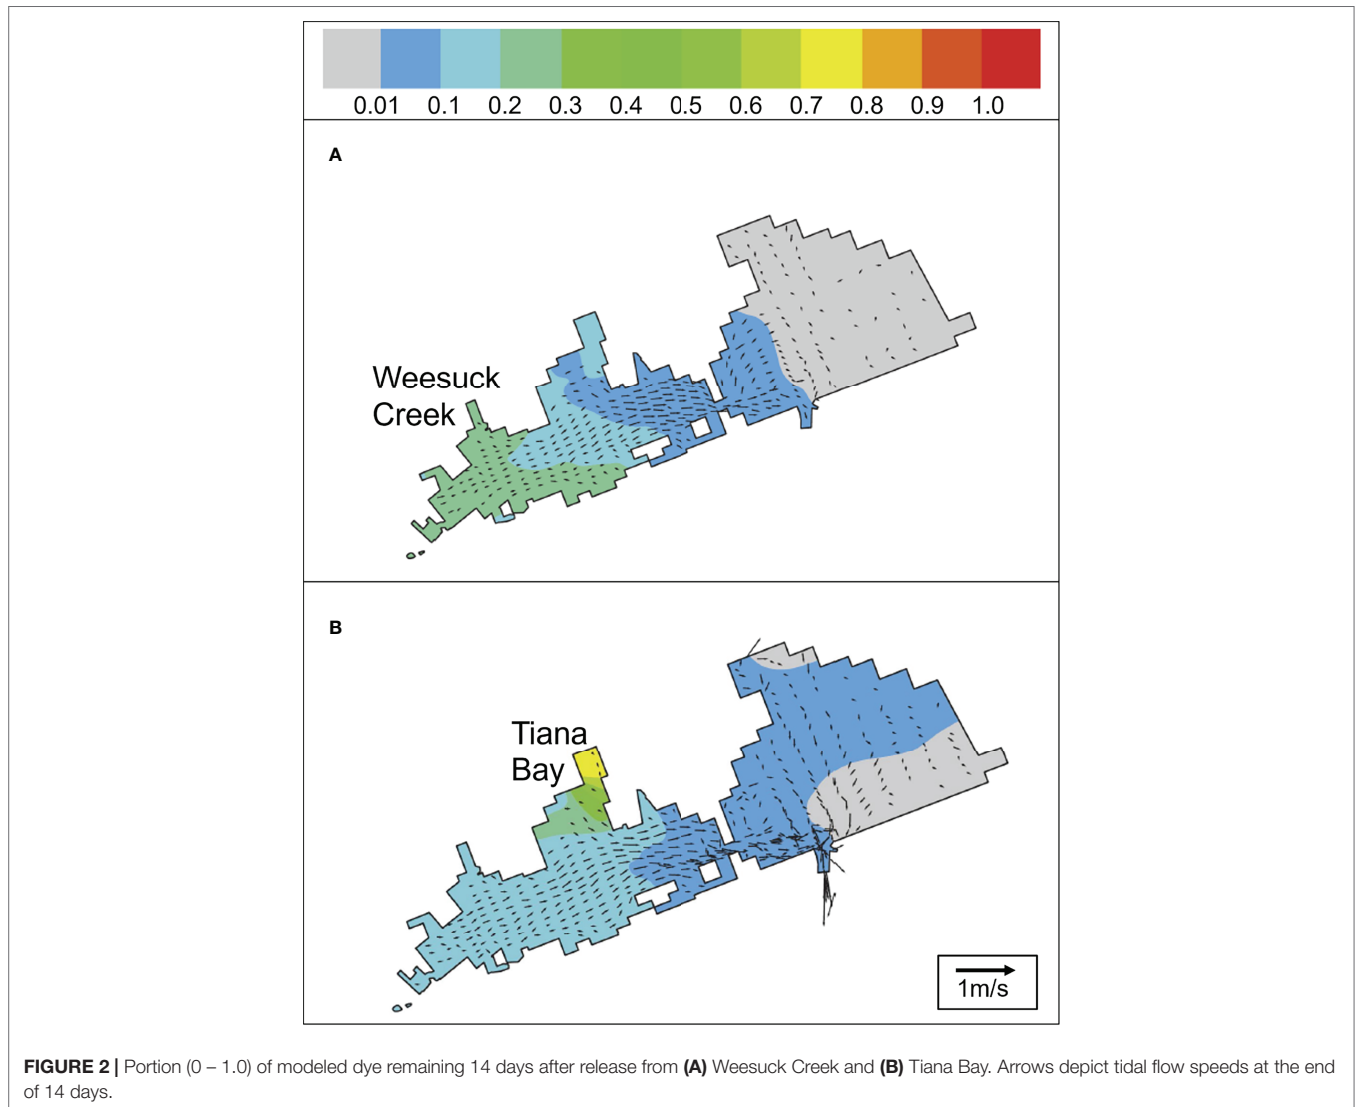 0.01 0.1 0.2 0.3 0.4 0.5 0.6 0.7 0.8 0.9 1.0
A
Weesuck
Creek
B
Tiana
Bay
1m/s
FIGURE 2 | Portion (0 – 1.0) of modeled dye remaining 14 days after release from (A) Weesuck Creek and (B) Tiana Bay. Arrows depict tidal flow speeds at the end
of 14 days.